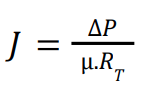 J = ΔP / μ.R_T